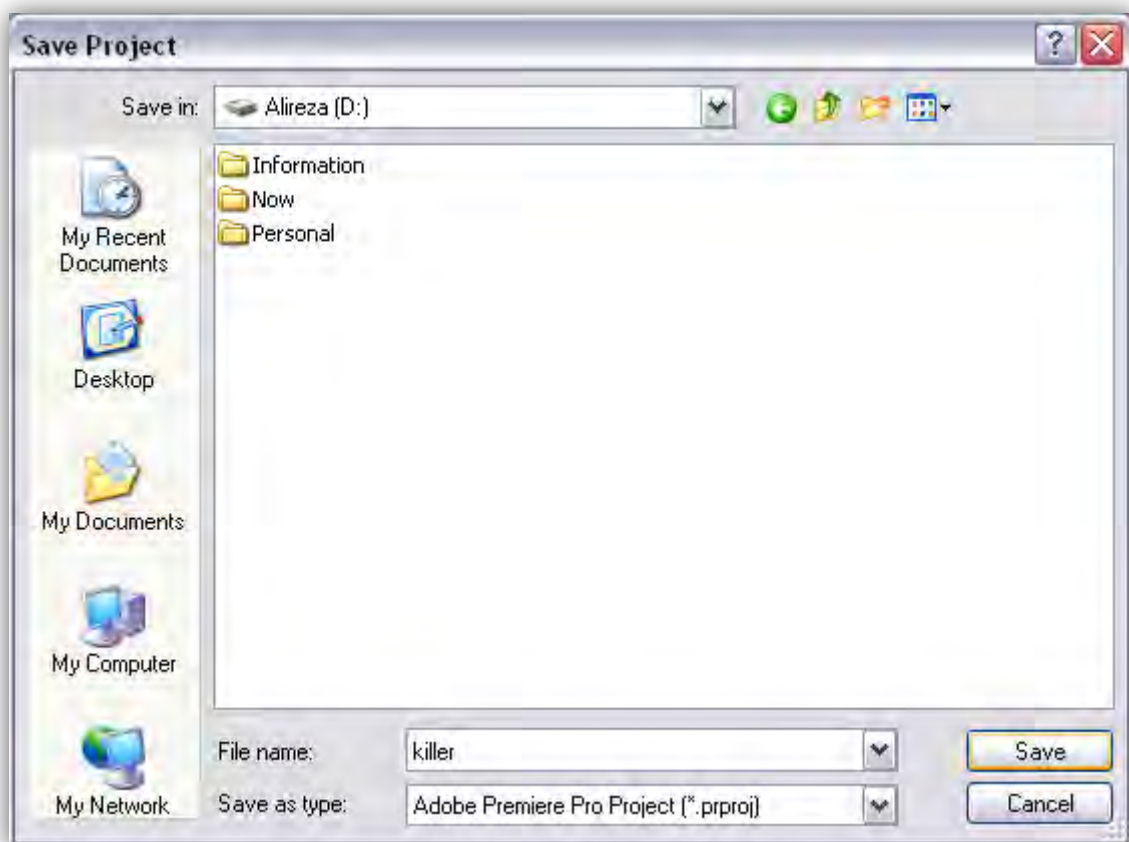 Save Project
Save in: Alireza (D:)
Information
Now
Personal
My Recent
Documents
Desktop
My Documents
My Computer
My Network
File name: killer
Save
Save as type: Adobe Premiere Pro Project (*.prproj)
Cancel